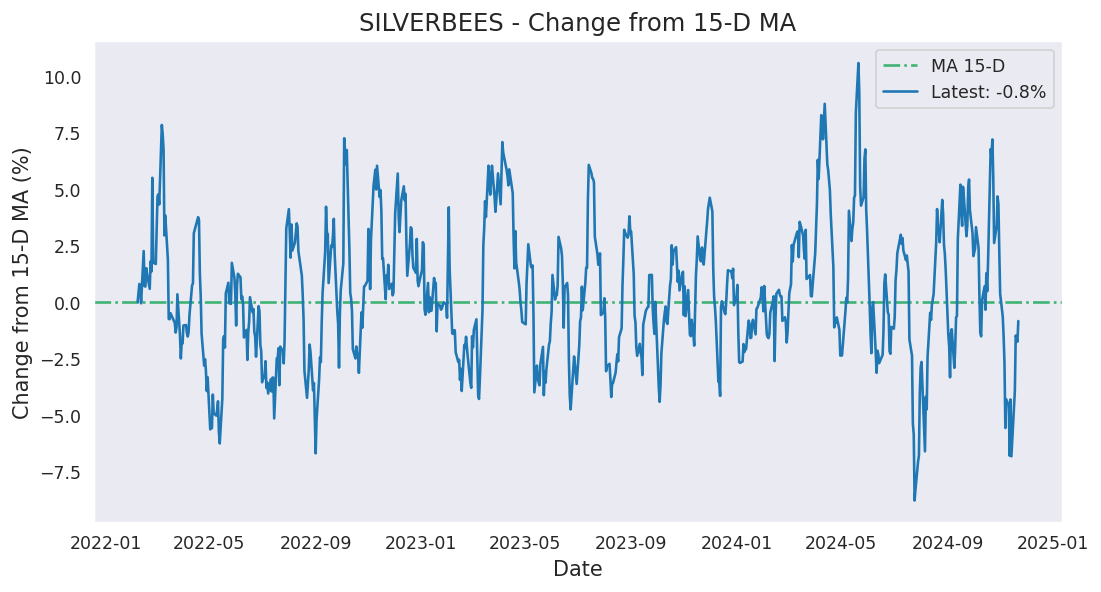 SILVERBEES - Change from 15-D MA
MA 15-D
Latest: -0.8%
Change from 15-D MA (%)
10.0
7.5
5.0
2.5
0.0
−2.5
−5.0
−7.5
2022-01 2022-05 2022-09 2023-01 2023-05 2023-09 2024-01 2024-05 2024-09 2025-01
Date